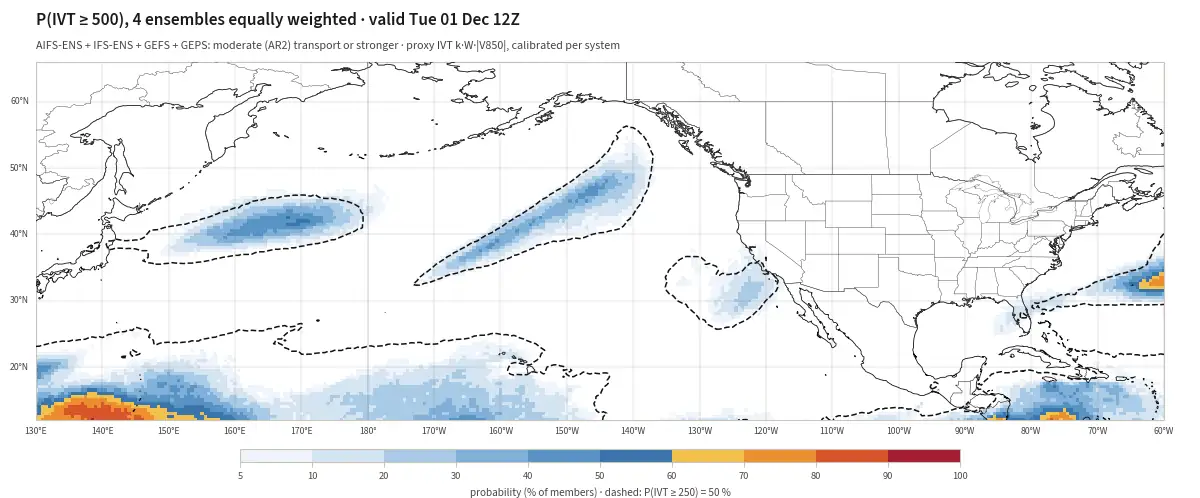 P(IVT ≥ 500), 4 ensembles equally weighted · valid Tue 01 Dec 12Z
AIFS-ENS + IFS-ENS + GEFS + GEPS: moderate (AR2) transport or stronger · proxy IVT k·W·|V850|, calibrated per system
60°N
50°N
40°N
30°N
20°N
130°E 140°E 150°E 160°E 170°E 180° 170°W 160°W 150°W 140°W 130°W 120°W 110°W 100°W 90°W 80°W 70°W 60°W
5 10 20 30 40 50 60 70 80 90 100
probability (% of members) · dashed: P(IVT ≥ 250) = 50 %